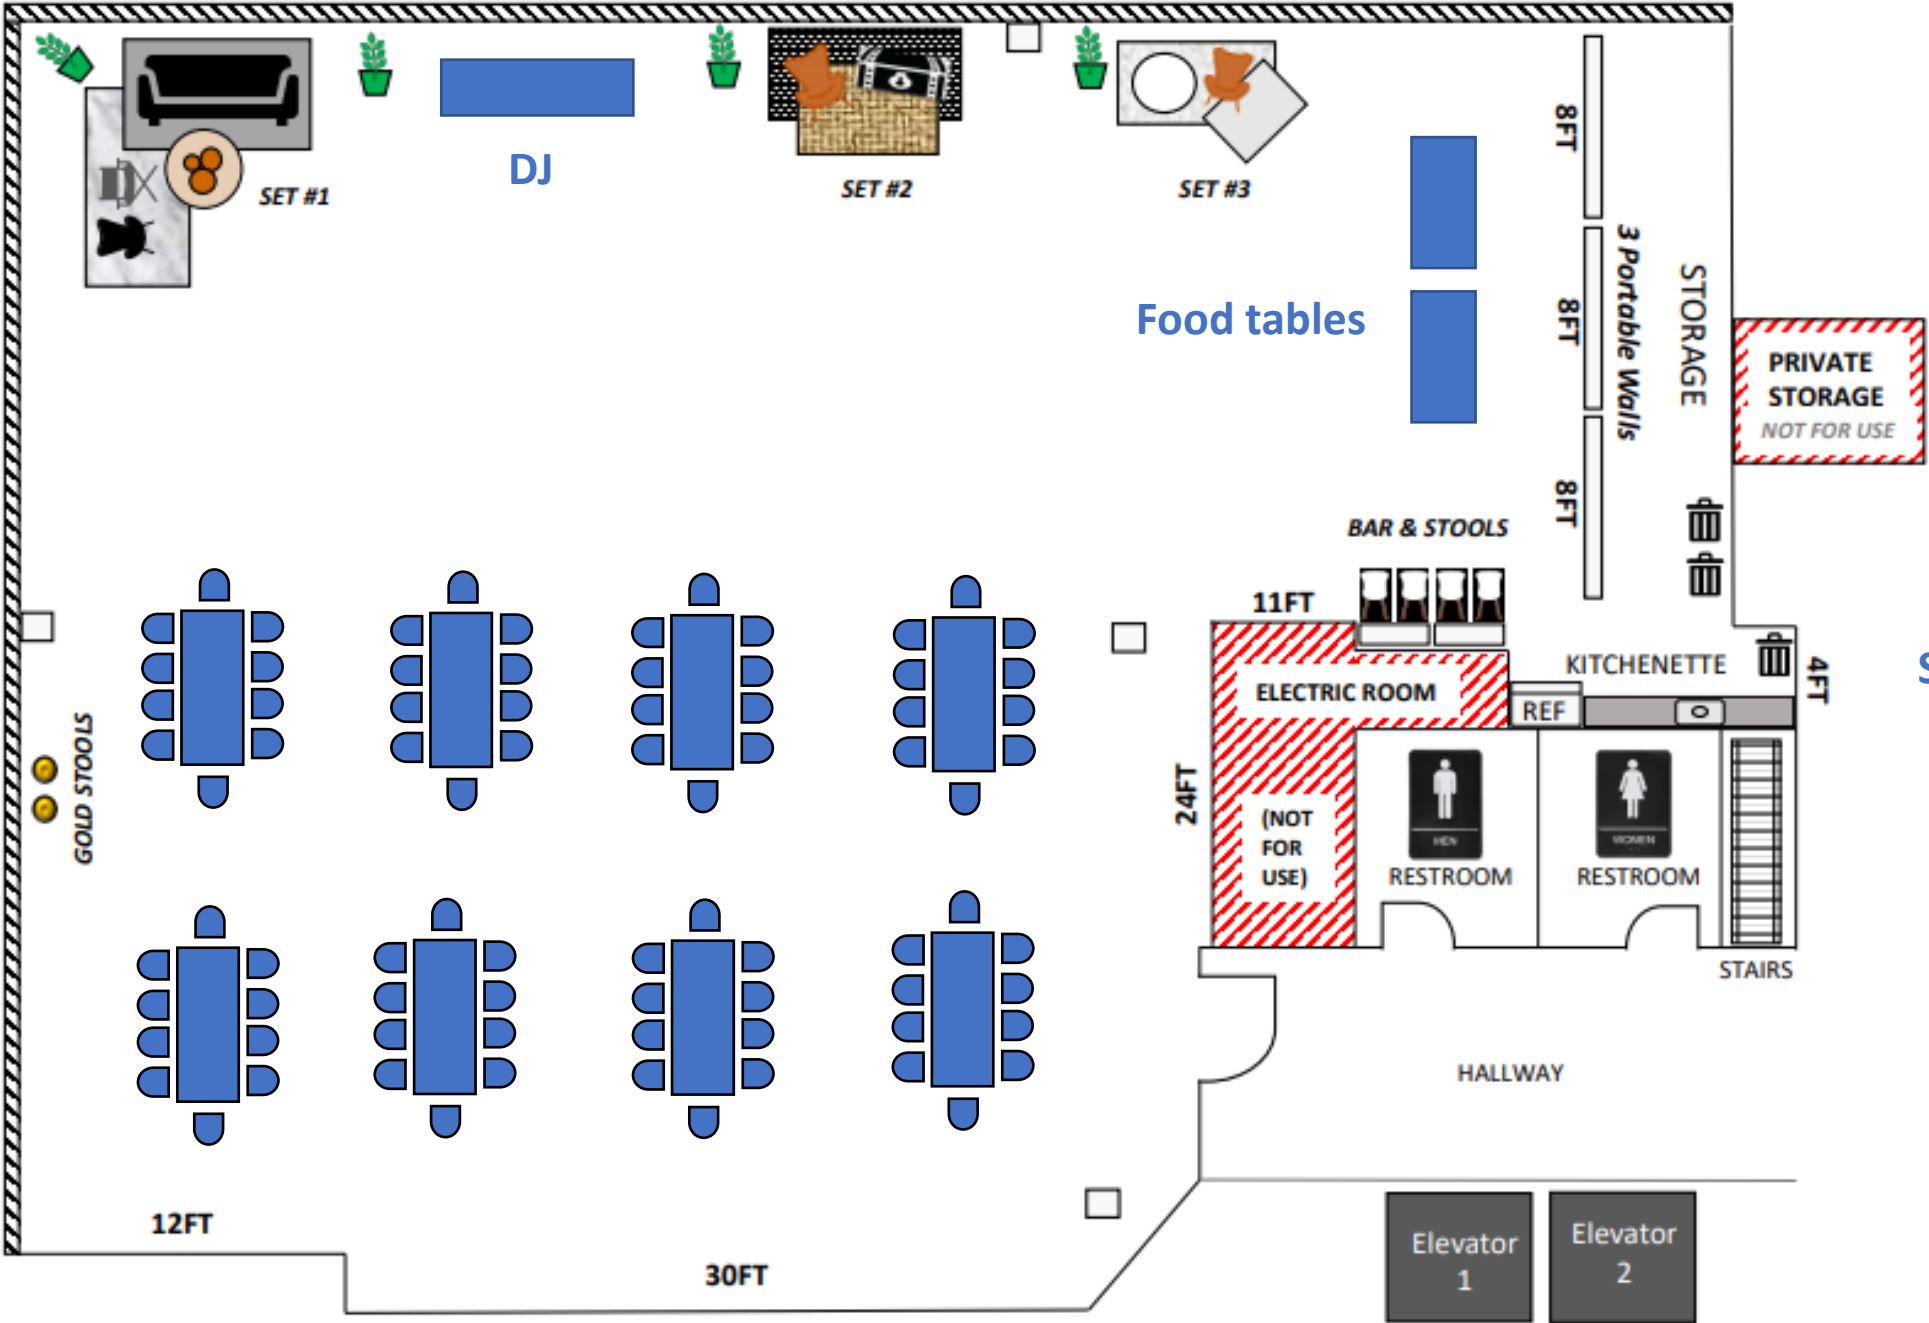 DJ
SET #1
SET #2
SET #3
8FT
8FT
8FT
3 Portable Walls
STORAGE
PRIVATE
STORAGE
NOT FOR USE
Food tables
BAR & STOOLS
11FT
ELECTRIC ROOM
KITCHENETTE
4FT
S
REF
GOLD STOOLS
24FT
(NOT
FOR
USE)
MEN
RESTROOM
WOMEN
RESTROOM
STAIRS
HALLWAY
12FT
30FT
Elevator
1
Elevator
2